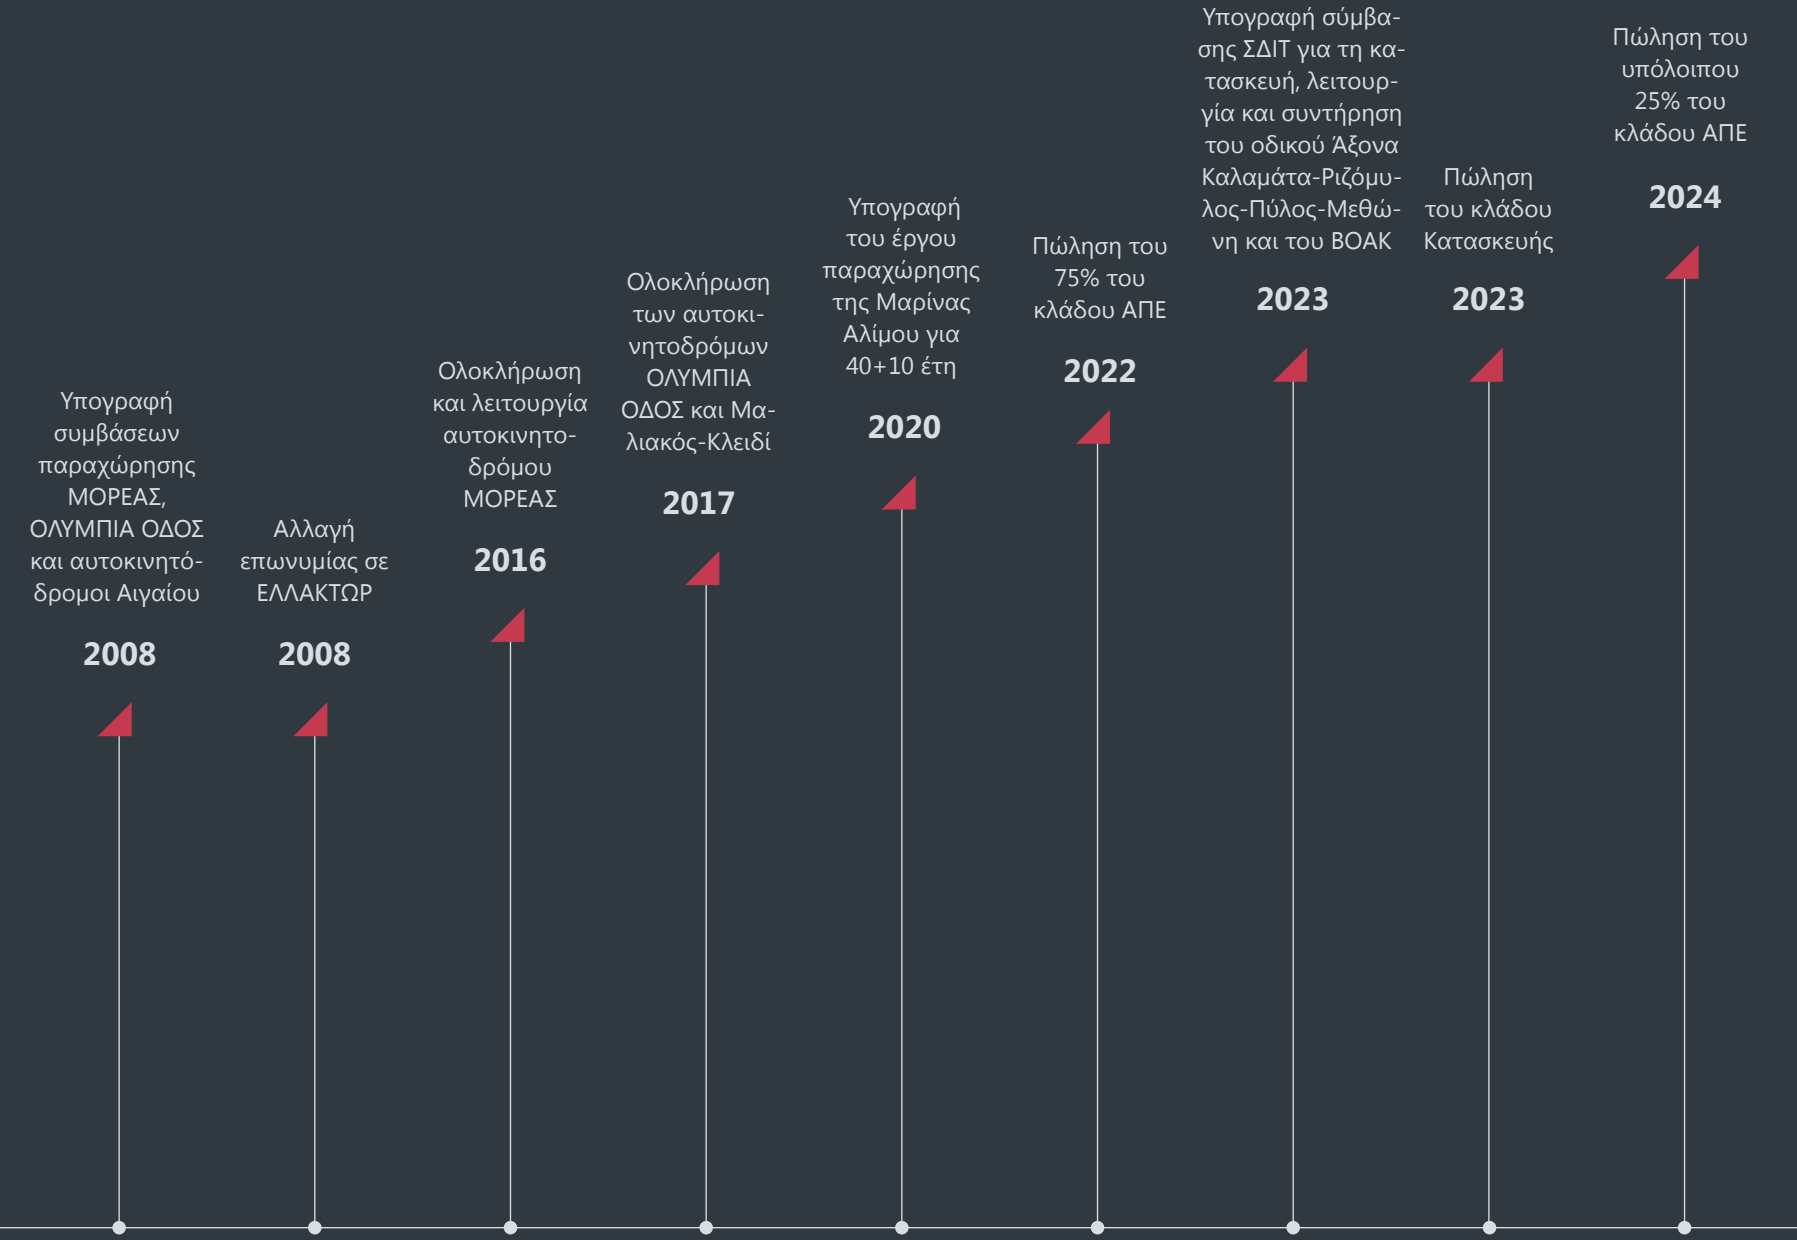 Υπογραφή
συμβάσεων
παραχώρησης
ΜΟΡΕΑΣ,
ΟΛΥΜΠΙΑ ΟΔΟΣ
και αυτοκινητό-
δρομοι Αιγαίου
2008
Αλλαγή
επωνυμίας σε
ΕΛΛΑΚΤΩΡ
2008
Ολοκλήρωση
και λειτουργία
αυτοκινητο-
δρόμου
ΜΟΡΕΑΣ
2016
Ολοκλήρωση
των αυτοκι-
νητοδρόμων
ΟΛΥΜΠΙΑ
ΟΔΟΣ και Μα-
λιακός-Κλειδί
2017
Υπογραφή
του έργου
παραχώρησης
της Μαρίνας
Αλίμου για
40+10 έτη
2020
Πώληση του
75% του
κλάδου ΑΠΕ
2022
Υπογραφή σύμβα-
σης ΣΔΙΤ για τη κα-
τασκευή, λειτουρ-
γία και συντήρηση
του οδικού Άξονα
Καλαμάτα-Ριζόμυ-
λος-Πύλος-Μεθώ-
νη και του ΒΟΑΚ
2023
Πώληση
του κλάδου
Κατασκευής
2023
Πώληση του
υπόλοιπου
25% του
κλάδου ΑΠΕ
2024